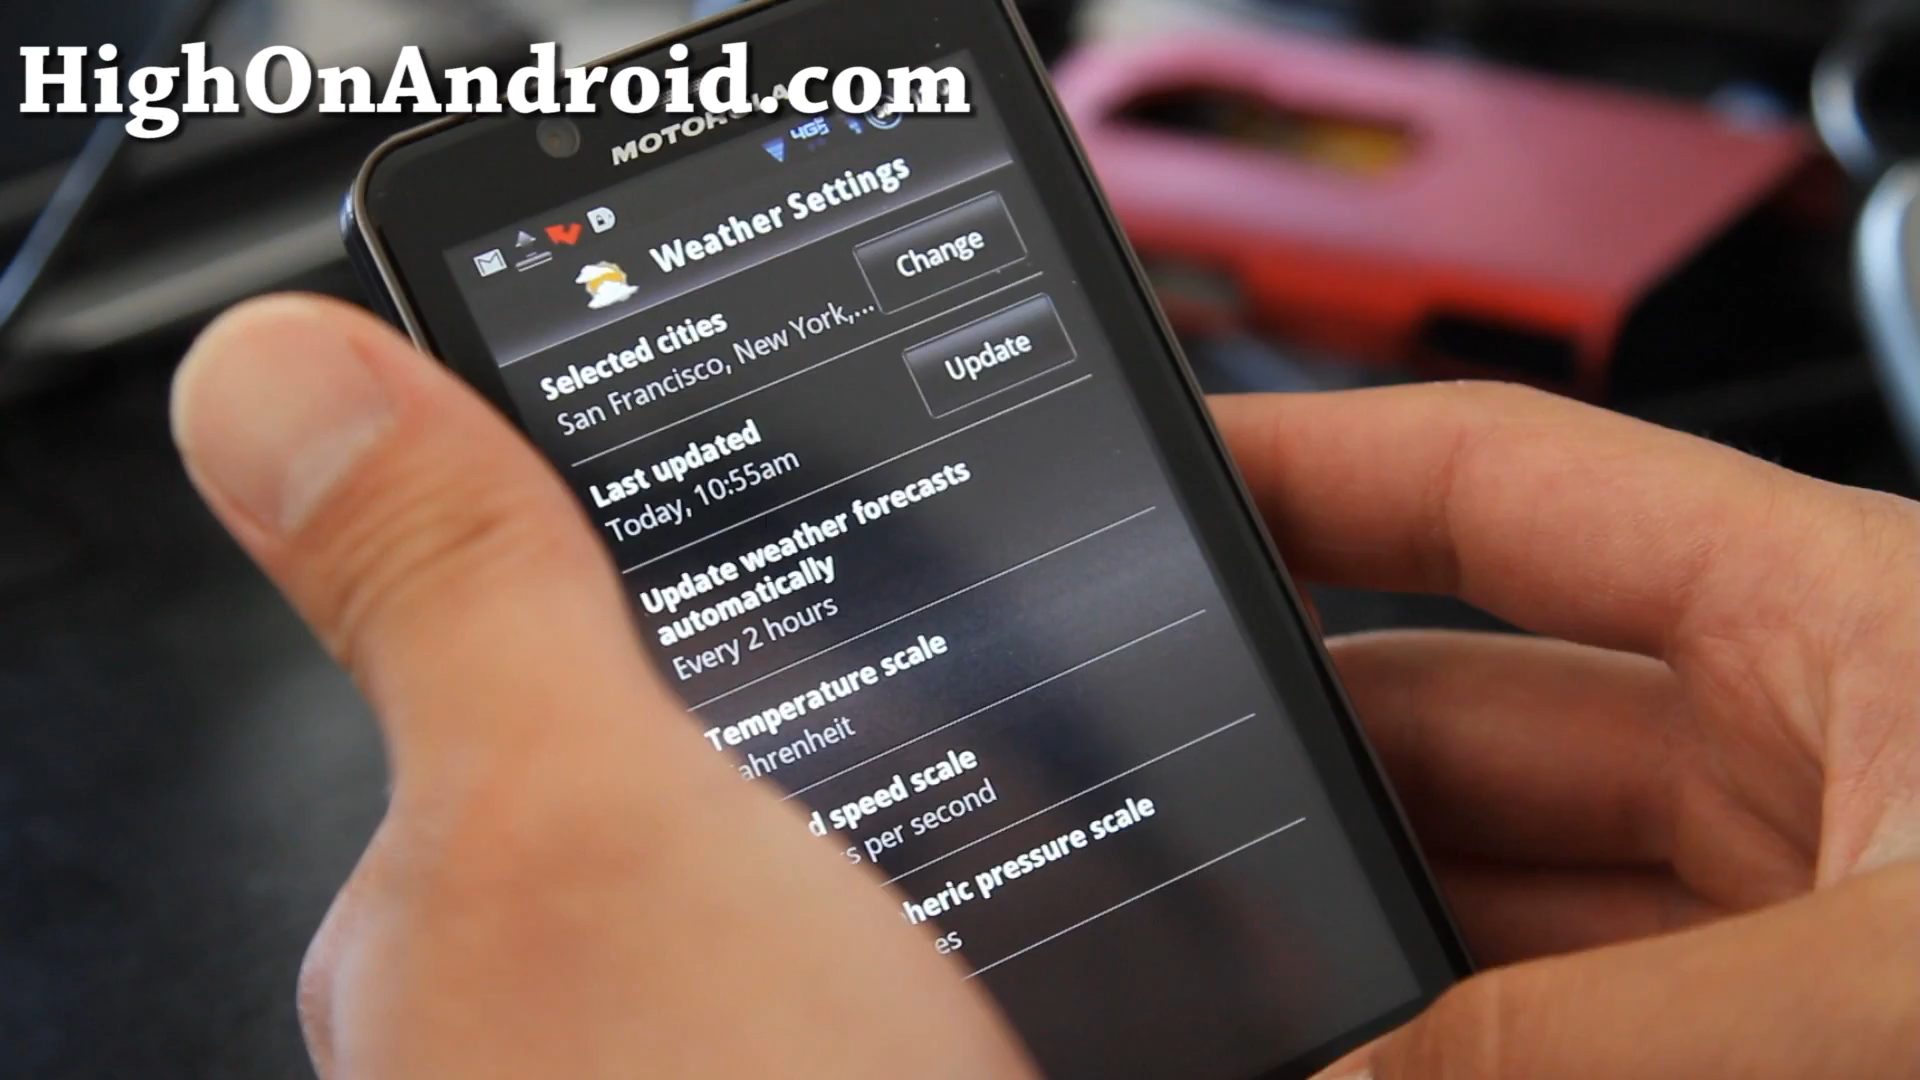 HighOnAndroid.com
MOTOROLA
4G
Weather Settings
Selected cities
San Francisco, New York,...
Change
Last updated
Today, 10:55am
Update
Update weather forecasts
automatically
Every 2 hours
Temperature scale
ahrenheit
d speed scale
s per second
heric pressure scale
es